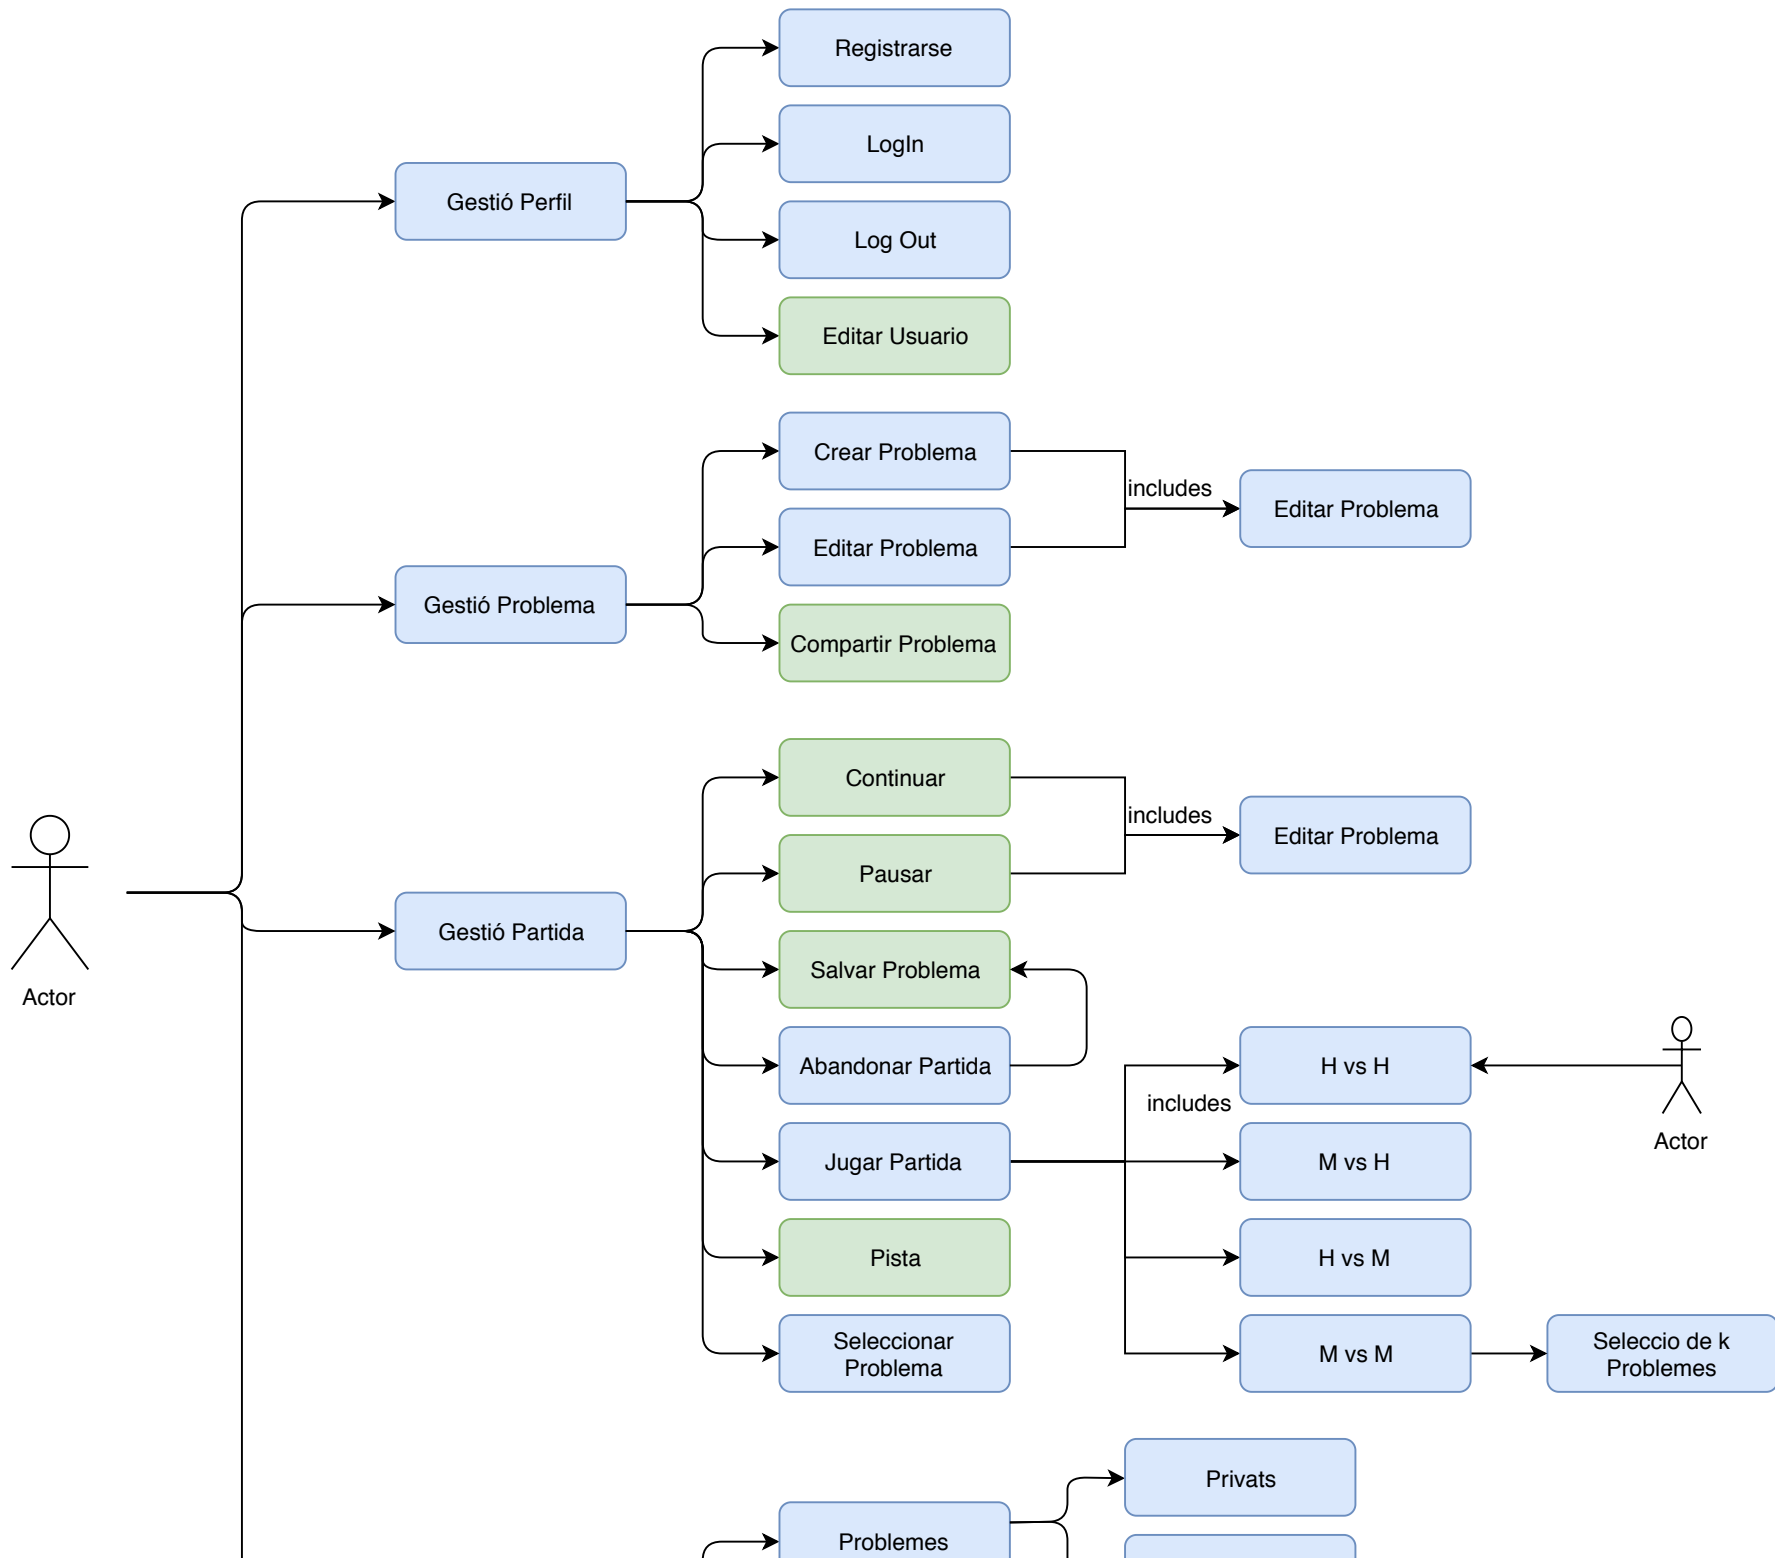 Registrarse
LogIn
Gestió Perfil
Log Out
Editar Usuario
Crear Problema
includes
Editar Problema
Editar Problema
Gestió Problema
Compartir Problema
Continuar
includes
Editar Problema
Pausar
Gestió Partida
Salvar Problema
Actor
Abandonar Partida
H vs H
includes
Actor
Jugar Partida
M vs H
Pista
H vs M
Seleccionar
Problema
M vs M
Seleccio de k
Problemes
Privats
Problemes